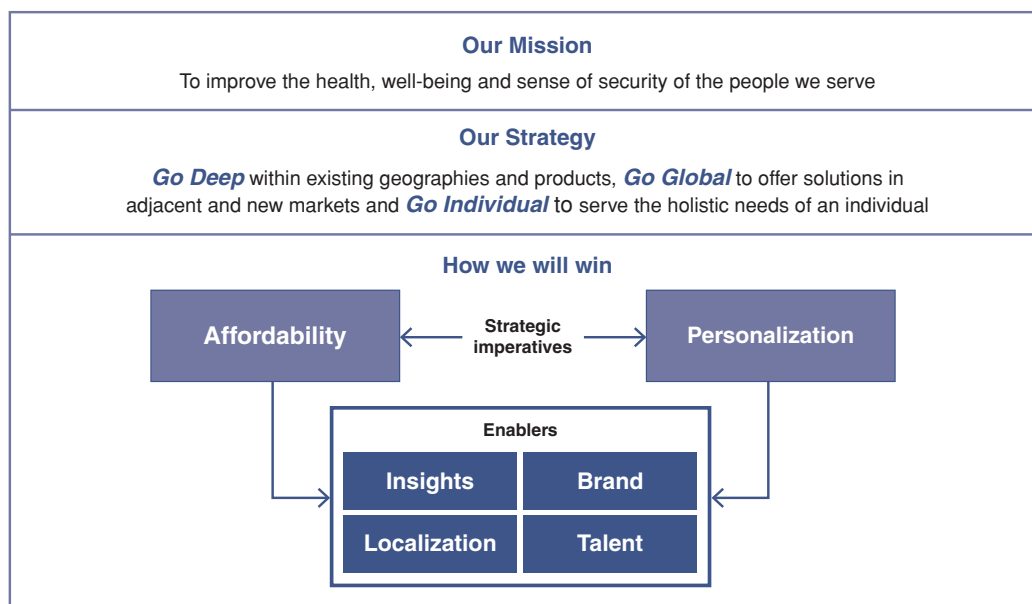 Our Mission
To improve the health, well-being and sense of security of the people we serve
Our Strategy
Go Deep within existing geographies and products, Go Global to offer solutions in
adjacent and new markets and Go Individual to serve the holistic needs of an individual
How we will win
Affordability
Strategic
imperatives
Personalization
Enablers
Insights
Brand
Localization
Talent